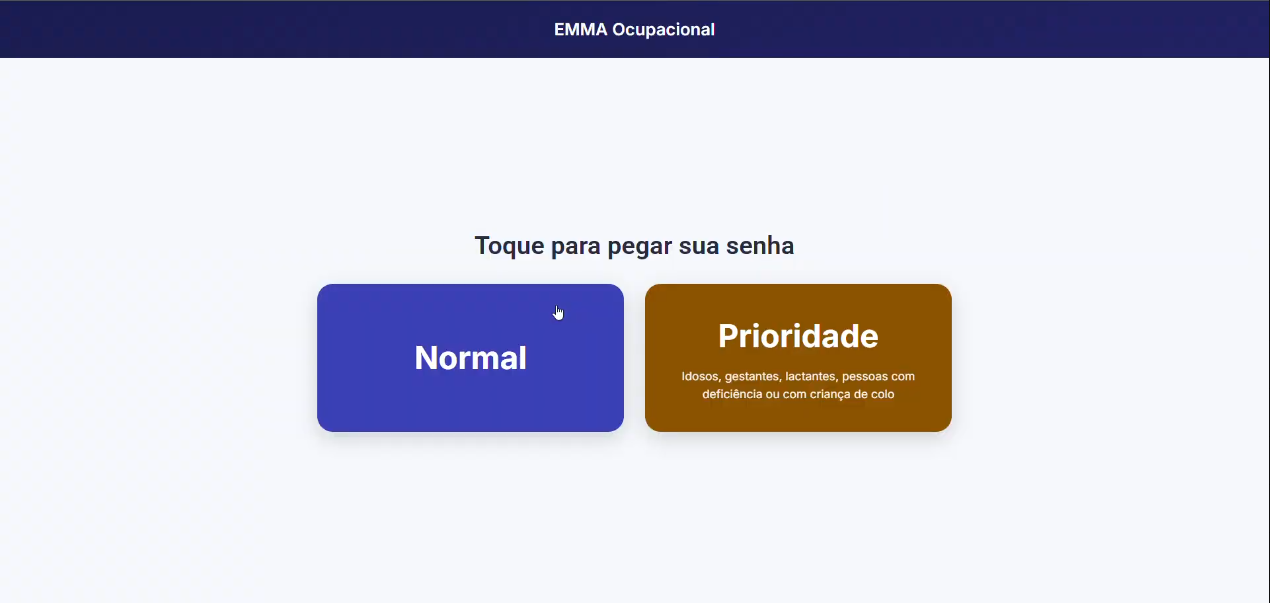 EMMA Ocupacional
Toque para pegar sua senha
Normal
Prioridade
Idosos, gestantes, lactantes, pessoas com
deficiência ou com criança de colo